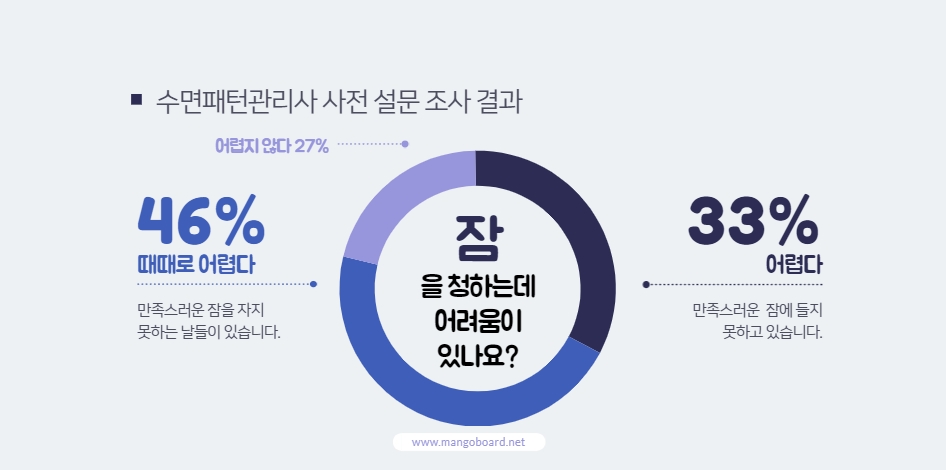 ■ 수면패턴관리사 사전 설문 조사 결과
어렵지 않다 27%
46%
때때로 어렵다
만족스러운 잠을 자지
못하는 날들이 있습니다.
잠
을 청하는데
어려움이
있나요?
33%
어렵다
만족스러운 잠에 들지
못하고 있습니다.
www.mangoboard.net